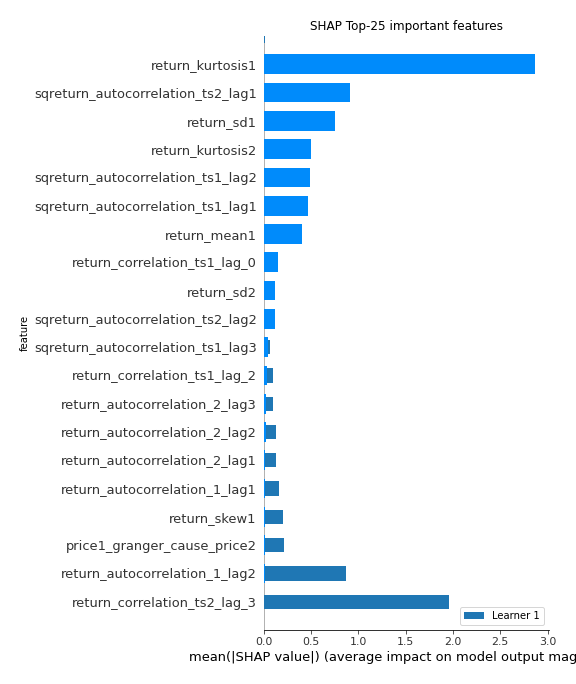 SHAP Top-25 important features
return_kurtosis1
sqreturn_autocorrelation_ts2_lag1
return_sd1
return_kurtosis2
sqreturn_autocorrelation_ts1_lag2
sqreturn_autocorrelation_ts1_lag1
return_mean1
return_correlation_ts1_lag_0
return_sd2
sqreturn_autocorrelation_ts2_lag2
feature
sqreturn_autocorrelation_ts1_lag3
return_correlation_ts1_lag_2
return_autocorrelation_2_lag3
return_autocorrelation_2_lag2
return_autocorrelation_2_lag1
return_autocorrelation_1_lag1
return_skew1
price1_granger_cause_price2
return_autocorrelation_1_lag2
return_correlation_ts2_lag_3
Learner 1
0.0 0.5 1.0 1.5 2.0 2.5 3.0
mean(|SHAP value|) (average impact on model output mag